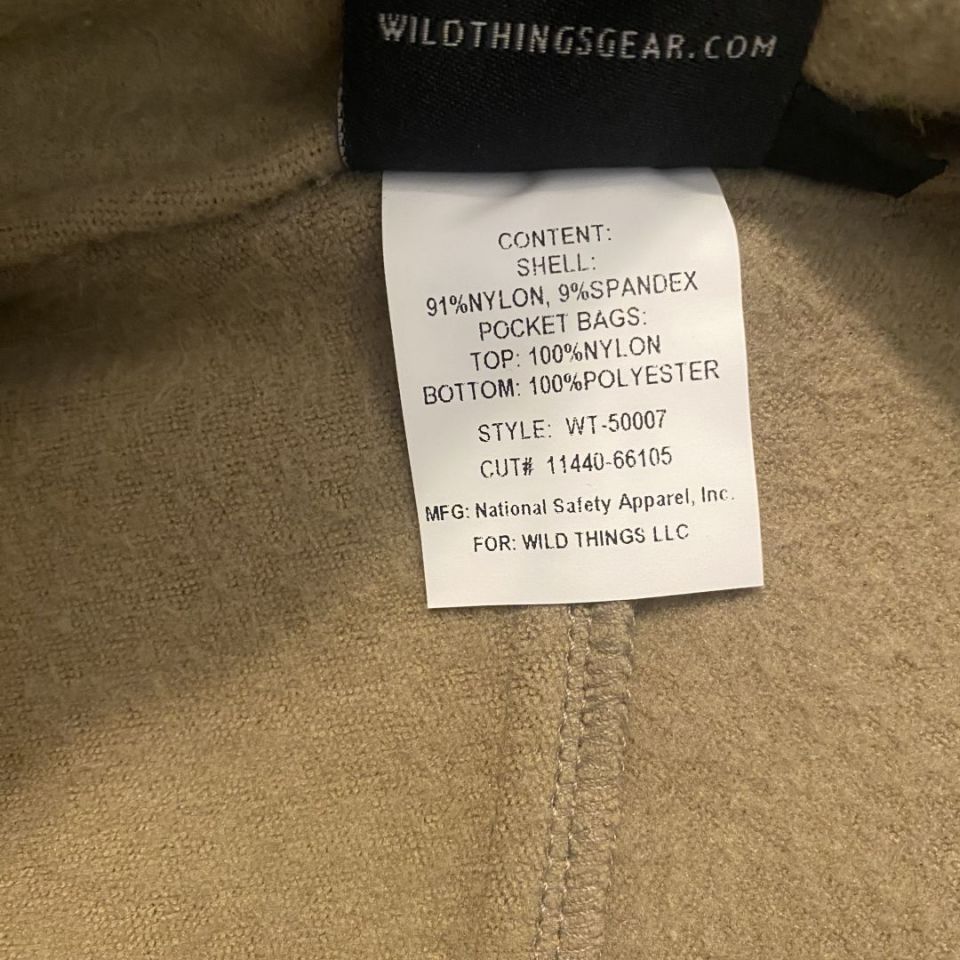 WILDTHINGSGEAR.COM
CONTENT:
SHELL:
91%NYLON, 9%SPANDEX
POCKET BAGS:
TOP: 100%NYLON
BOTTOM: 100%POLYESTER
STYLE: WT-50007
CUT# 11440-66105
MFG: National Safety Apparel, Inc.
FOR: WILD THINGS LLC